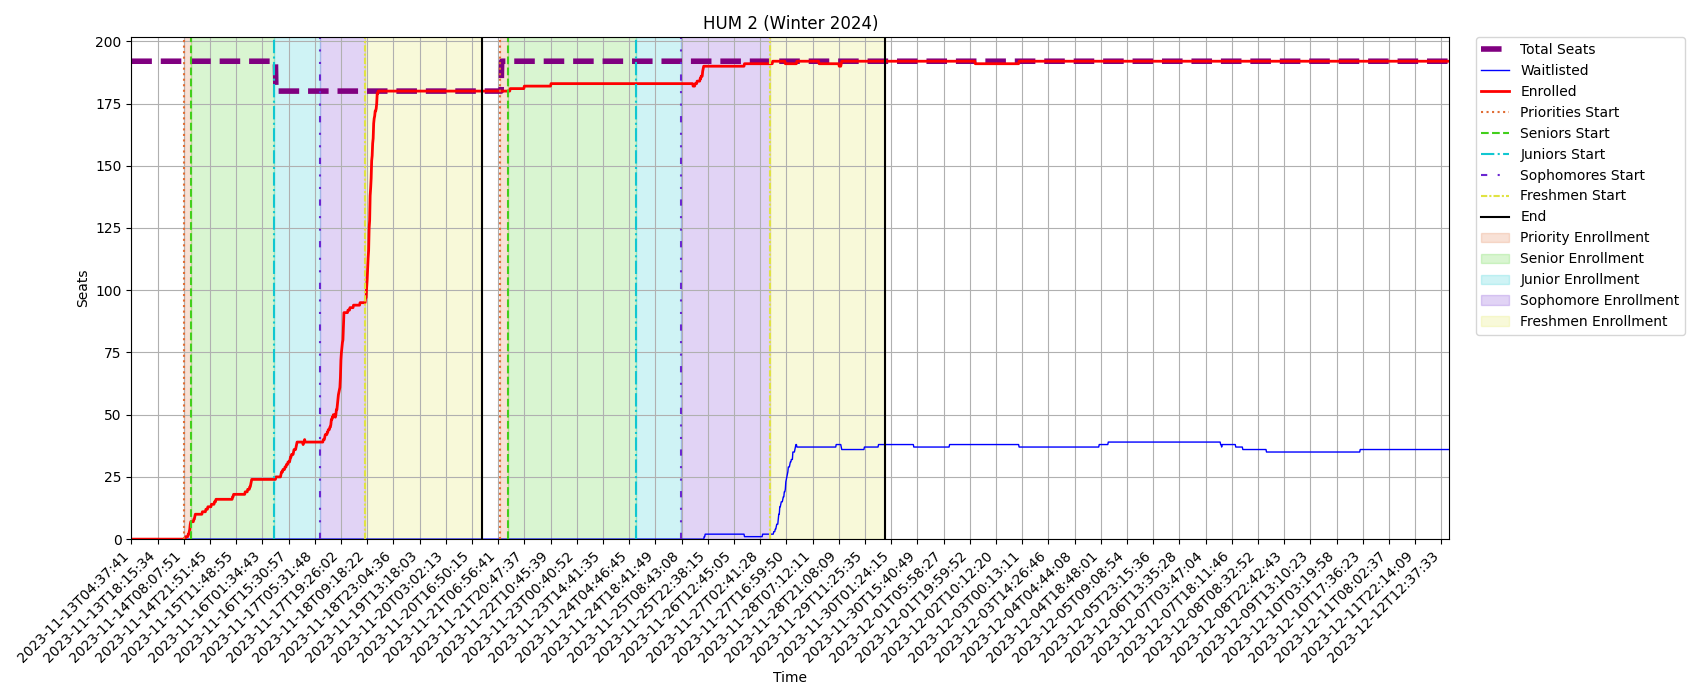 HUM 2 (Winter 2024)
Seats
200
175
150
125
100
75
50
25
0
2023-11-13T04:37:41
2023-11-13T18:15:34
2023-11-14T08:07:51
2023-11-14T21:51:45
2023-11-15T11:48:55
2023-11-16T01:34:43
2023-11-16T15:30:57
2023-11-17T05:31:48
2023-11-17T19:26:02
2023-11-18T09:18:22
2023-11-18T23:04:36
2023-11-19T13:18:03
2023-11-20T03:02:15
2023-11-20T16:50:15
2023-11-21T06:56:41
2023-11-21T20:47:37
2023-11-22T10:45:39
2023-11-23T00:40:52
2023-11-23T14:41:35
2023-11-24T04:46:45
2023-11-24T18:41:49
2023-11-25T08:43:08
2023-11-25T22:38:15
2023-11-26T12:45:05
2023-11-27T02:41:28
2023-11-27T16:59:50
2023-11-28T07:12:11
2023-11-28T21:08:09
2023-11-29T11:25:35
2023-11-30T01:24:15
2023-11-30T15:40:49
2023-12-01T05:58:27
2023-12-01T19:59:52
2023-12-02T10:12:20
2023-12-03T00:13:11
2023-12-03T14:26:46
2023-12-04T04:44:08
2023-12-04T18:48:01
2023-12-05T09:08:54
2023-12-05T23:15:36
2023-12-06T13:35:28
2023-12-07T03:47:04
2023-12-07T18:11:46
2023-12-08T08:32:52
2023-12-08T22:42:43
2023-12-09T13:10:23
2023-12-10T03:19:58
2023-12-10T17:36:23
2023-12-11T08:02:37
2023-12-11T22:14:09
2023-12-12T12:37:33
Time
Total Seats
Waitlisted
Enrolled
Priorities Start
Seniors Start
Juniors Start
Sophomores Start
Freshmen Start
End
Priority Enrollment
Senior Enrollment
Junior Enrollment
Sophomore Enrollment
Freshmen Enrollment